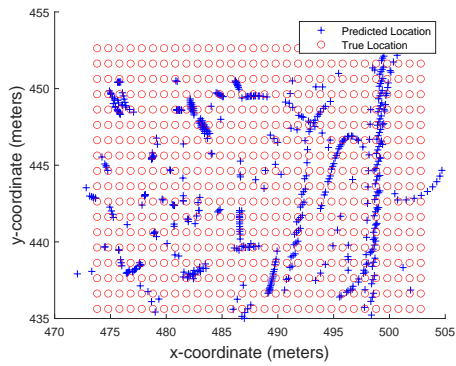 455
450
445
440
435
y-coordinate (meters)
Predicted Location
True Location
470 475 480 485 490 495 500 505
x-coordinate (meters)